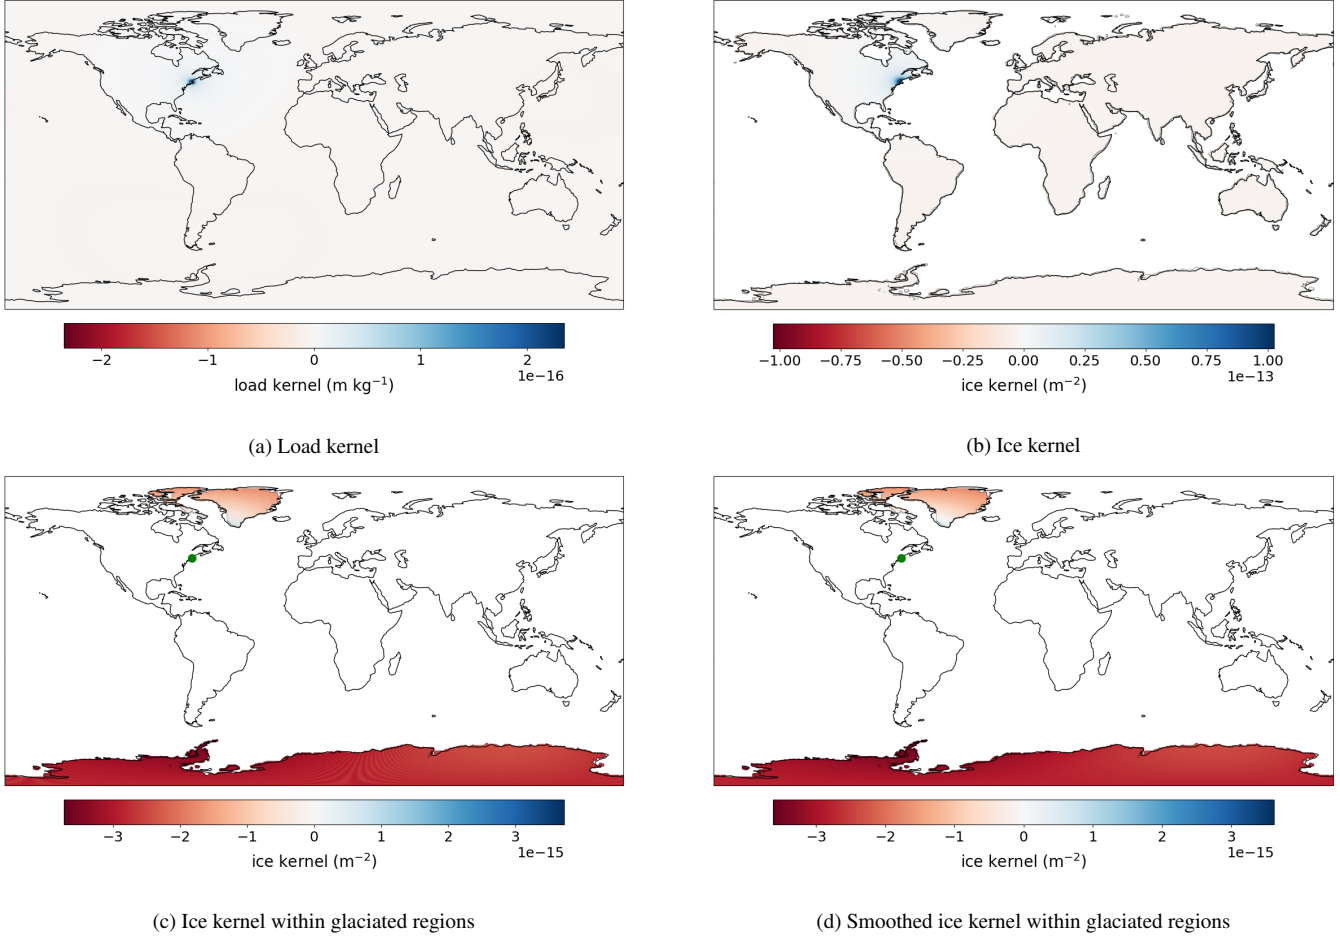 −2 −1 0 1 2
1e−16
load kernel (m kg⁻¹)
(a) Load kernel
−1.00 −0.75 −0.50 −0.25 0.00 0.25 0.50 0.75 1.00
1e−13
ice kernel (m⁻²)
(b) Ice kernel
−3 −2 −1 0 1 2 3
1e−15
ice kernel (m⁻²)
(c) Ice kernel within glaciated regions
−3 −2 −1 0 1 2 3
1e−15
ice kernel (m⁻²)
(d) Smoothed ice kernel within glaciated regions